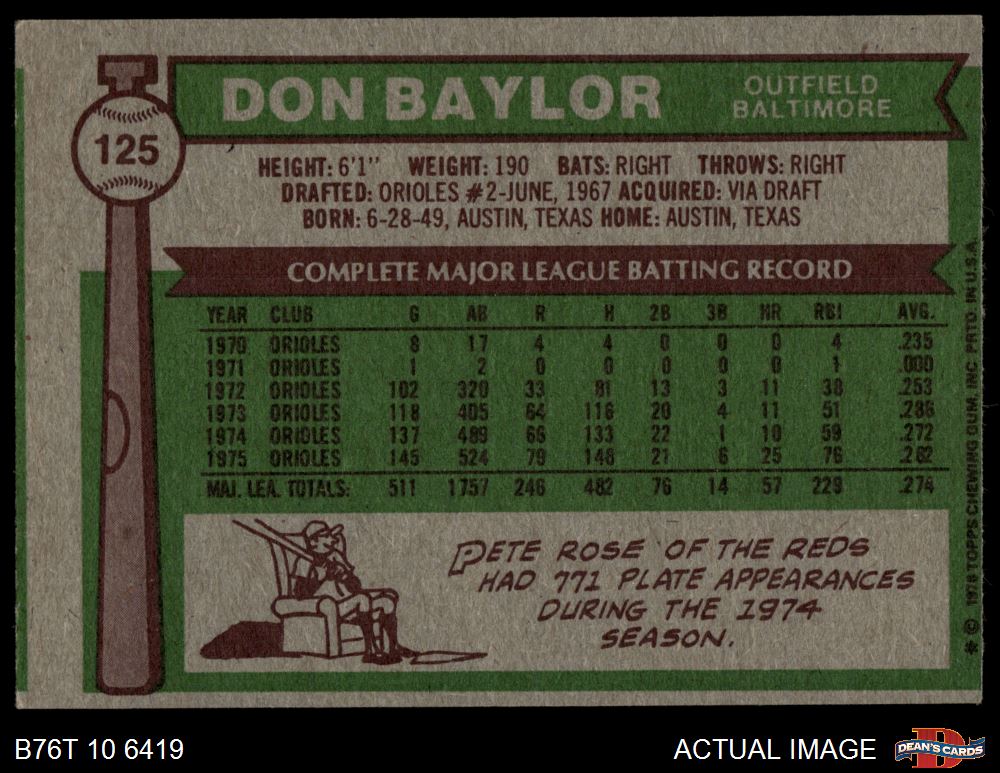 DON BAYLOR
OUTFIELD
BALTIMORE
125
HEIGHT: 6'1" WEIGHT: 190 BATS: RIGHT THROWS: RIGHT
DRAFTED: ORIOLES #2-JUNE, 1967 ACQUIRED: VIA DRAFT
BORN: 6-28-49, AUSTIN, TEXAS HOME: AUSTIN, TEXAS
COMPLETE MAJOR LEAGUE BATTING RECORD
YEAR CLUB G AB R H 2B 3B HR RBI AVG.
1970 ORIOLES 8 17 4 4 0 0 0 4 .235
1971 ORIOLES 1 2 0 0 0 0 0 1 .000
1972 ORIOLES 102 320 33 81 13 3 11 38 .253
1973 ORIOLES 118 405 64 116 20 4 11 51 .286
1974 ORIOLES 137 489 66 133 22 1 10 59 .272
1975 ORIOLES 145 524 79 148 21 6 25 76 .282
MAJ. LEA. TOTALS: 511 1757 246 482 76 14 57 229 .274
PETE ROSE OF THE REDS
HAD 771 PLATE APPEARANCES
DURING THE 1974
SEASON.
* © 1976 TOPPS CHEWING GUM, INC. PRTD. IN U.S.A.
B76T 10 6419
ACTUAL IMAGE
DEAN'S CARDS